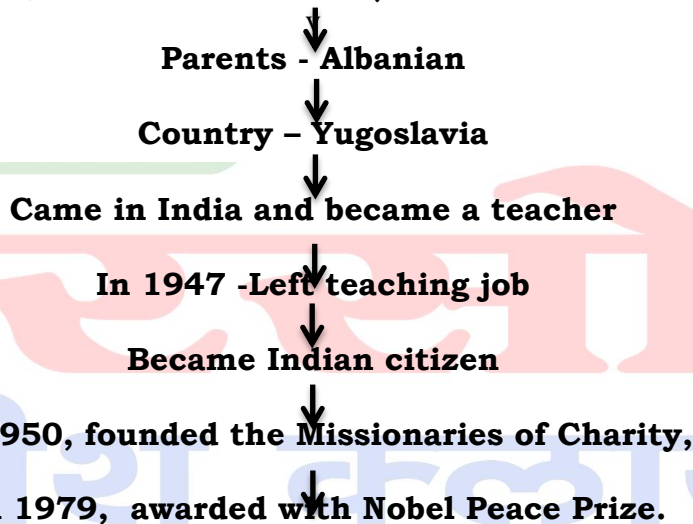 Parents - Albanian
Country – Yugoslavia
Came in India and became a teacher
In 1947 -Left teaching job
Became Indian citizen
950, founded the Missionaries of Charity,
1979, awarded with Nobel Peace Prize.